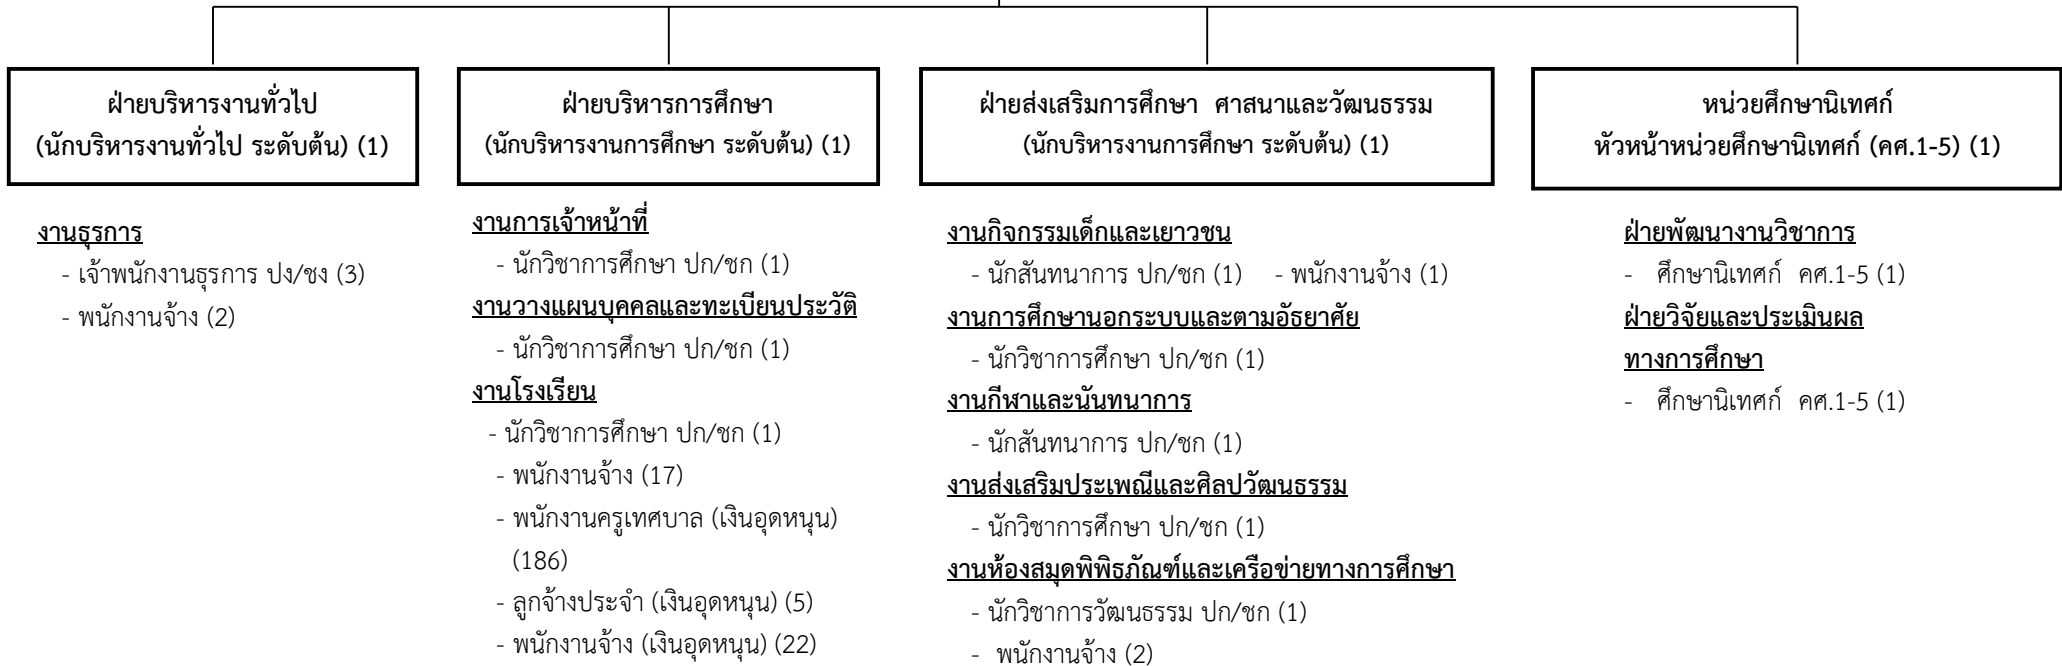 ฝ่ายบริหารงานทั่วไป
(นักบริหารงานทั่วไป ระดับต้น) (1)
งานธุรการ
- เจ้าพนักงานธุรการ ปง/ชง (3)
- พนักงานจ้าง (2)
ฝ่ายบริหารการศึกษา
(นักบริหารงานการศึกษา ระดับต้น) (1)
งานการเจ้าหน้าที่
- นักวิชาการศึกษา ปก/ชก (1)
งานวางแผนบุคคลและทะเบียนประวัติ
- นักวิชาการศึกษา ปก/ชก (1)
งานโรงเรียน
- นักวิชาการศึกษา ปก/ชก (1)
- พนักงานจ้าง (17)
- พนักงานครูเทศบาล (เงินอุดหนุน)
(186)
- ลูกจ้างประจำ (เงินอุดหนุน) (5)
- พนักงานจ้าง (เงินอุดหนุน) (22)
ฝ่ายส่งเสริมการศึกษา ศาสนาและวัฒนธรรม
(นักบริหารงานการศึกษา ระดับต้น) (1)
งานกิจกรรมเด็กและเยาวชน
- นักสันทนาการ ปก/ชก (1) - พนักงานจ้าง (1)
งานการศึกษานอกระบบและตามอัธยาศัย
- นักวิชาการศึกษา ปก/ชก (1)
งานกีฬาและนันทนาการ
- นักสันทนาการ ปก/ชก (1)
งานส่งเสริมประเพณีและศิลปวัฒนธรรม
- นักวิชาการศึกษา ปก/ชก (1)
งานห้องสมุดพิพิธภัณฑ์และเครือข่ายทางการศึกษา
- นักวิชาการวัฒนธรรม ปก/ชก (1)
- พนักงานจ้าง (2)
หน่วยศึกษานิเทศก์
หัวหน้าหน่วยศึกษานิเทศก์ (คศ.1-5) (1)
ฝ่ายพัฒนางานวิชาการ
- ศึกษานิเทศก์ คศ.1-5 (1)
ฝ่ายวิจัยและประเมินผล
ทางการศึกษา
- ศึกษานิเทศก์ คศ.1-5 (1)